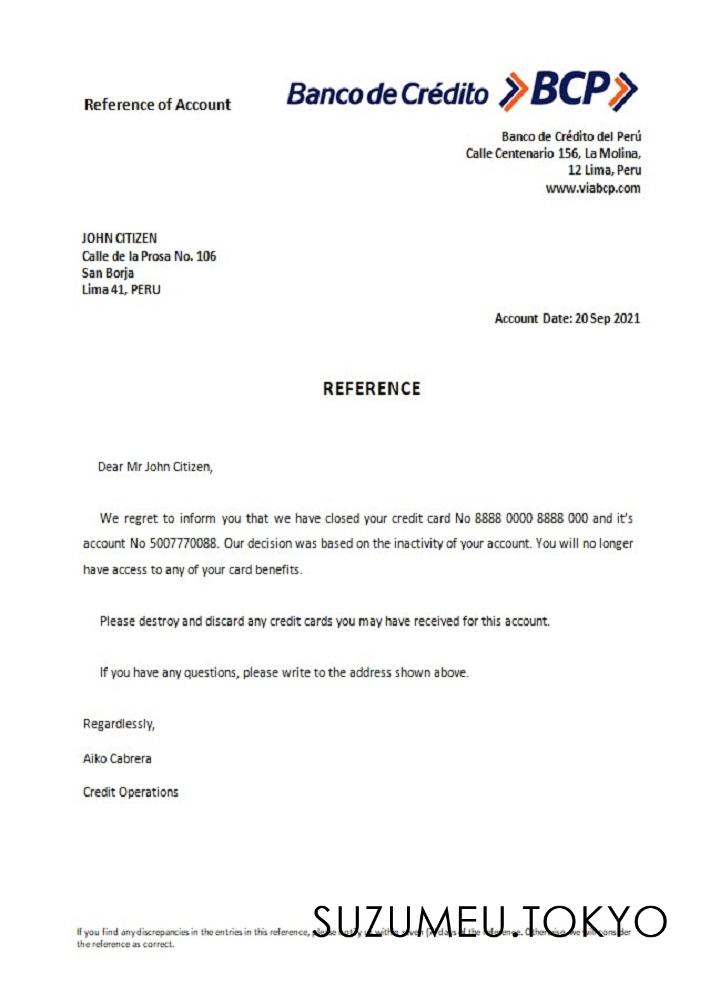 Reference of Account
Banco de Crédito BCP
Banco de Crédito del Perú
Calle Centenario 156, La Molina,
12 Lima, Peru
www.viabcp.com
JOHN CITIZEN
Calle de la Prosa No. 106
San Borja
Lima 41, PERU
Account Date: 20 Sep 2021
REFERENCE
Dear Mr John Citizen,
We regret to inform you that we have closed your credit card No 8888 0000 8888 000 and it's
account No 5007770088. Our decision was based on the inactivity of your account. You will no longer
have access to any of your card benefits.
Please destroy and discard any credit cards you may have received for this account.
If you have any questions, please write to the address shown above.
Regardlessly,
Aiko Cabrera
Credit Operations
SUZUMEU.TOKYO
If you find any discrepancies in the entries in this reference, please notify us within seven (7) days of the reference. Otherwise, we will consider
the reference as correct.